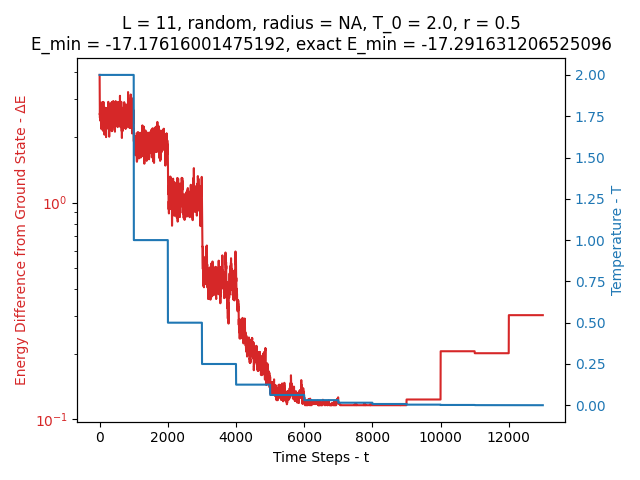 L = 11, random, radius = NA, T_0 = 2.0, r = 0.5
E_min = -17.17616001475192, exact E_min = -17.291631206525096
Energy Difference from Ground State - ΔE
10^0
10^-1
2.00
1.75
1.50
1.25
1.00
0.75
0.50
0.25
0.00
Temperature - T
0 2000 4000 6000 8000 10000 12000
Time Steps - t